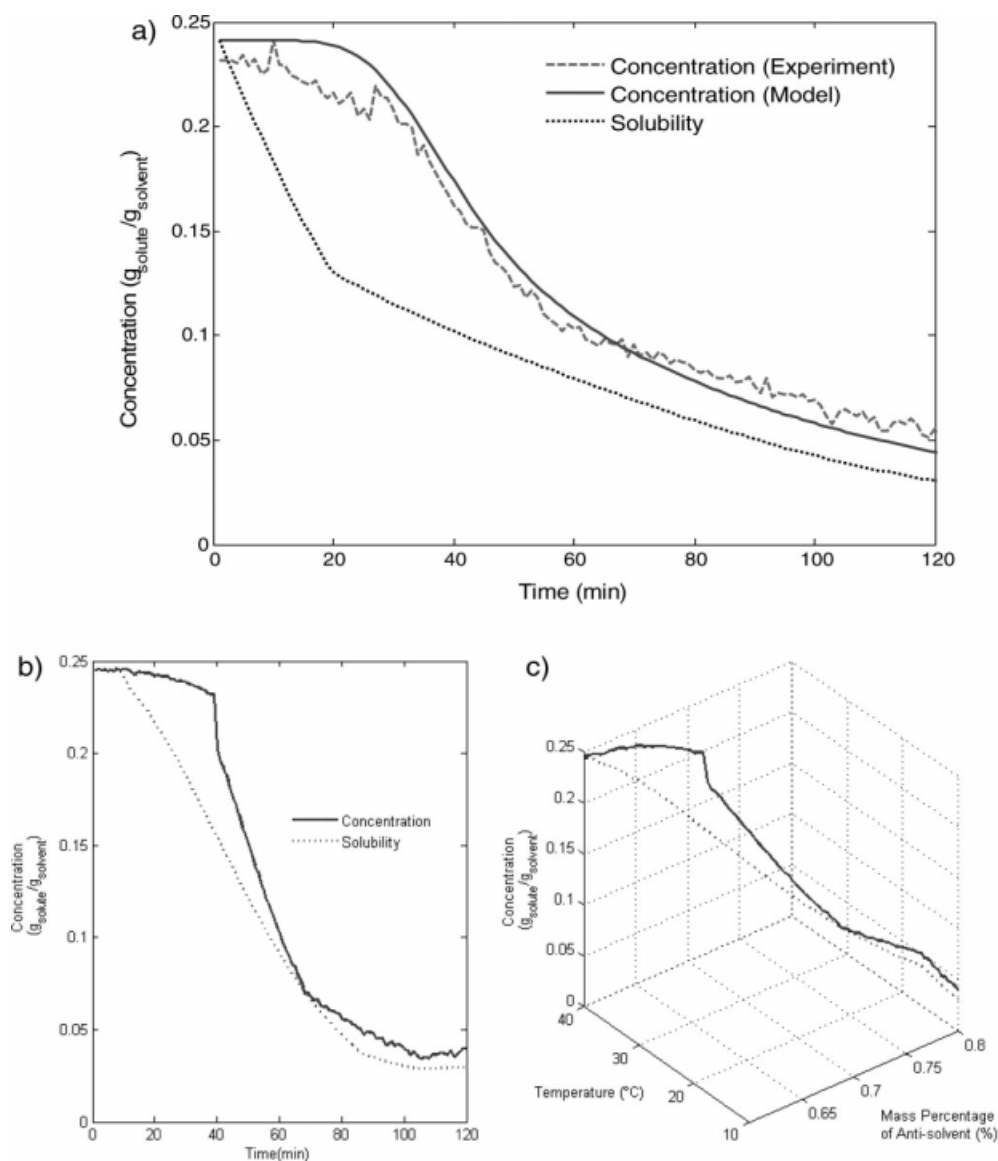 a)
0.25
0.2
0.15
0.1
0.05
0
Concentration (g_solute/g_solvent)
Concentration (Experiment)
Concentration (Model)
Solubility
0 20 40 60 80 100 120
Time (min)
b)
0.25
0.2
0.15
0.1
0.05
0
Concentration
(g_solute/g_solvent)
Concentration
Solubility
0 20 40 60 80 100 120
Time(min)
c)
0.25
0.2
0.15
0.1
0.05
0
Concentration
(g_solute/g_solvent)
40
30
20
10
Temperature (°C)
0.65
0.7
0.75
0.8
Mass Percentage
of Anti-solvent (%)